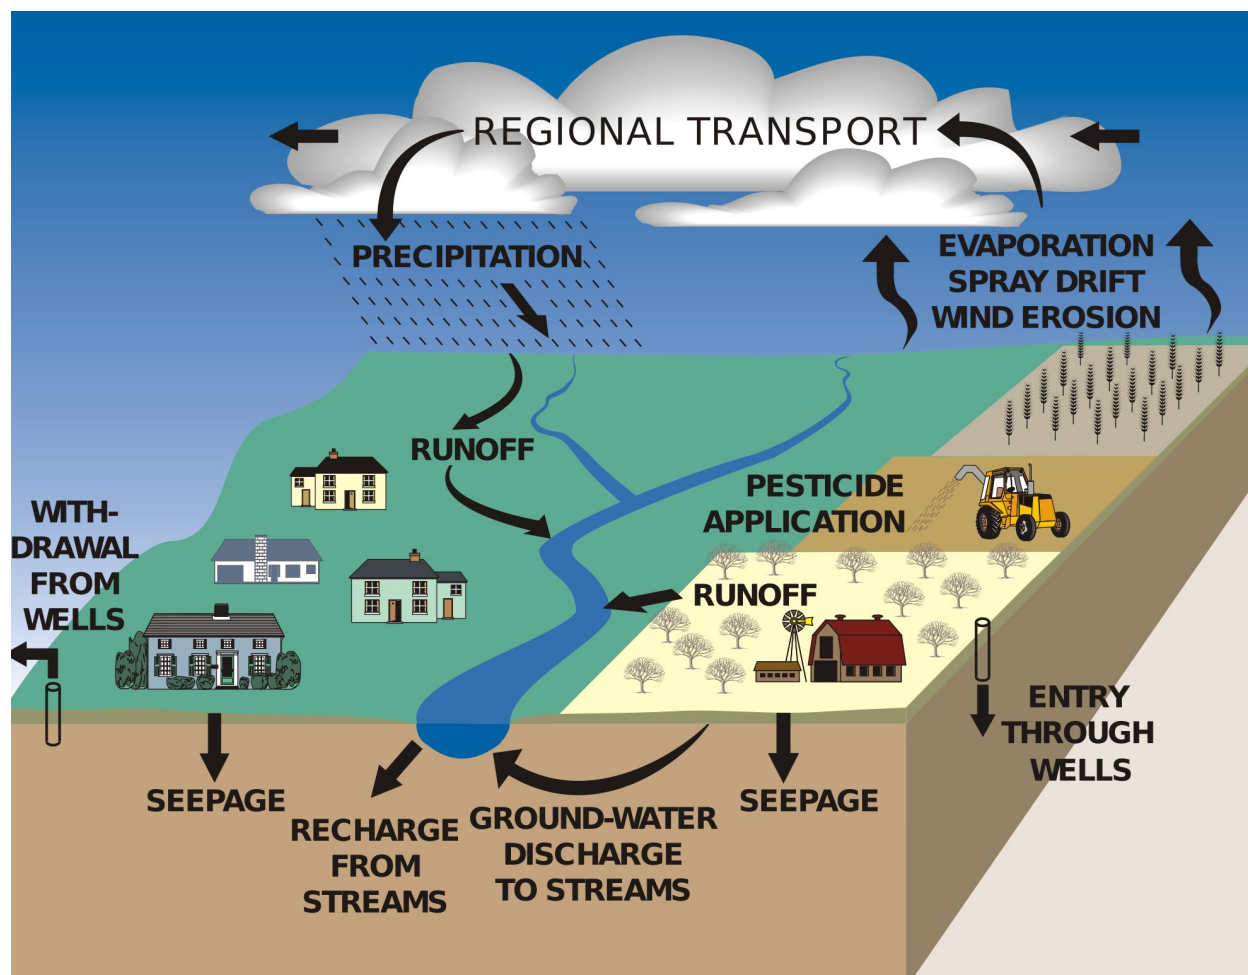 REGIONAL TRANSPORT
PRECIPITATION
EVAPORATION
SPRAY DRIFT
WIND EROSION
RUNOFF
PESTICIDE
APPLICATION
WITH-
DRAWAL
FROM
WELLS
RUNOFF
ENTRY
THROUGH
WELLS
SEEPAGE
RECHARGE
FROM
STREAMS
GROUND-WATER
DISCHARGE
TO STREAMS
SEEPAGE